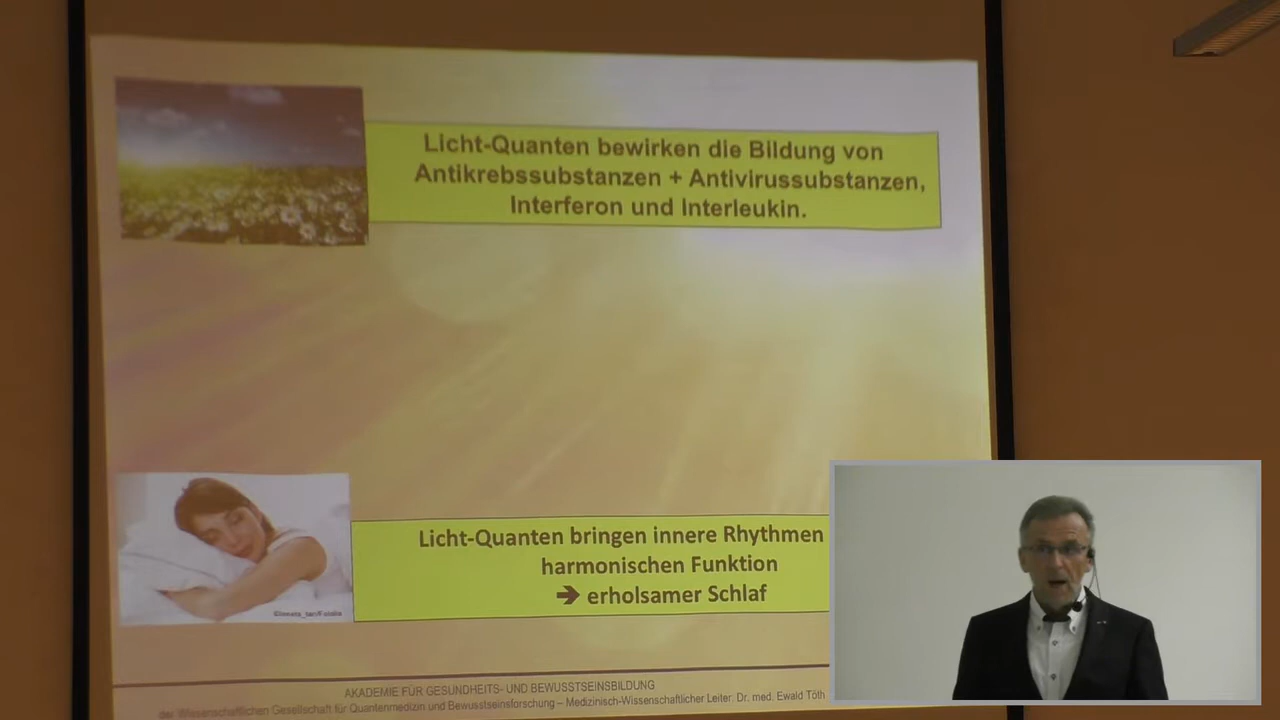 Licht-Quanten bewirken die Bildung von
Antikrebssubstanzen + Antivirussubstanzen,
Interferon und Interleukin.
Licht-Quanten bringen innere Rhythmen
harmonischen Funktion
➔ erholsamer Schlaf
AKADEMIE FÜR GESUNDHEITS- UND BEWUSSTSEINSBILDUNG
der Wissenschaftlichen Gesellschaft für Quantenmedizin und Bewusstseinsforschung – Medizinisch-Wissenschaftlicher Leiter: Dr. med. Ewald Töth